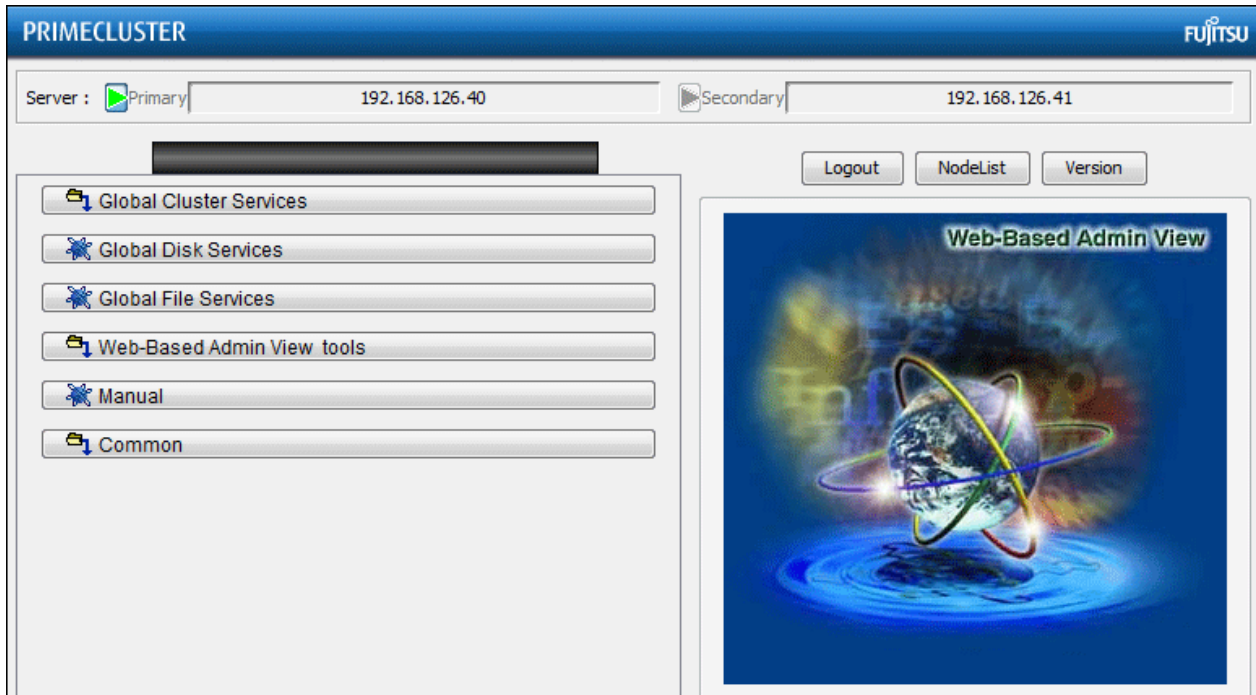 PRIMECLUSTER
FUJITSU
Server : Primary 192.168.126.40 Secondary 192.168.126.41
Logout NodeList Version
Global Cluster Services
Global Disk Services
Global File Services
Web-Based Admin View tools
Manual
Common
Web-Based Admin View